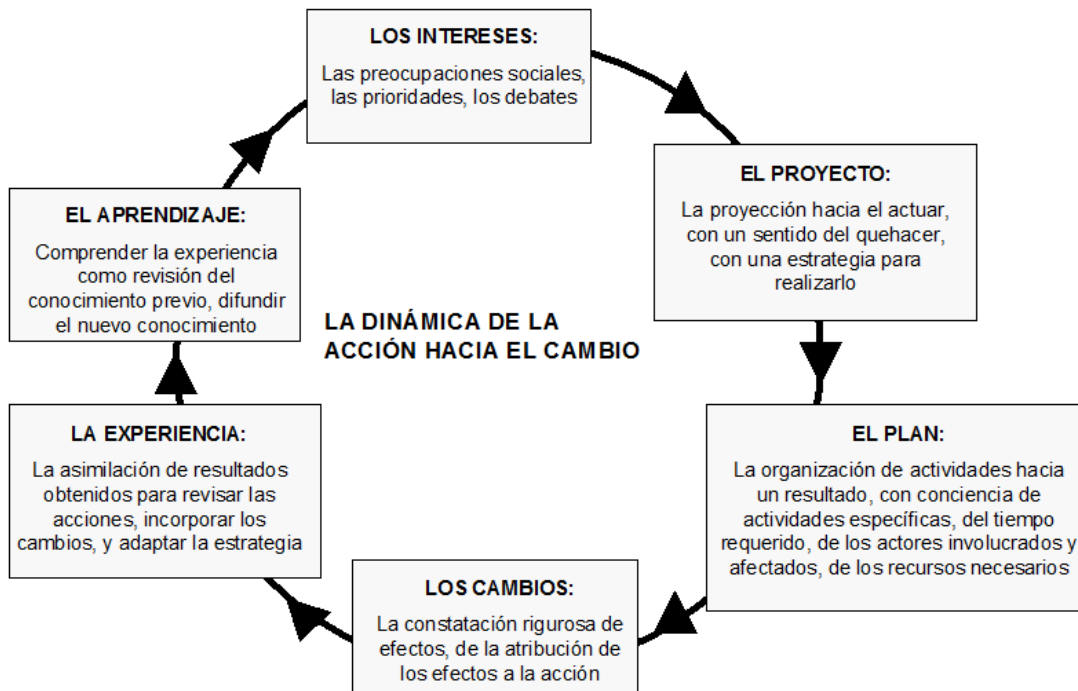 LOS INTERESES:
Las preocupaciones sociales,
las prioridades, los debates
EL PROYECTO:
La proyección hacia el actuar,
con un sentido del quehacer,
con una estrategia para
realizarlo
EL PLAN:
La organización de actividades hacia
un resultado, con conciencia de
actividades específicas, del tiempo
requerido, de los actores involucrados y
afectados, de los recursos necesarios
LOS CAMBIOS:
La constatación rigurosa de
efectos, de la atribución de
los efectos a la acción
LA EXPERIENCIA:
La asimilación de resultados
obtenidos para revisar las
acciones, incorporar los
cambios, y adaptar la estrategia
EL APRENDIZAJE:
Comprender la experiencia
como revisión del
conocimiento previo, difundir
el nuevo conocimiento
LA DINÁMICA DE LA
ACCIÓN HACIA EL CAMBIO